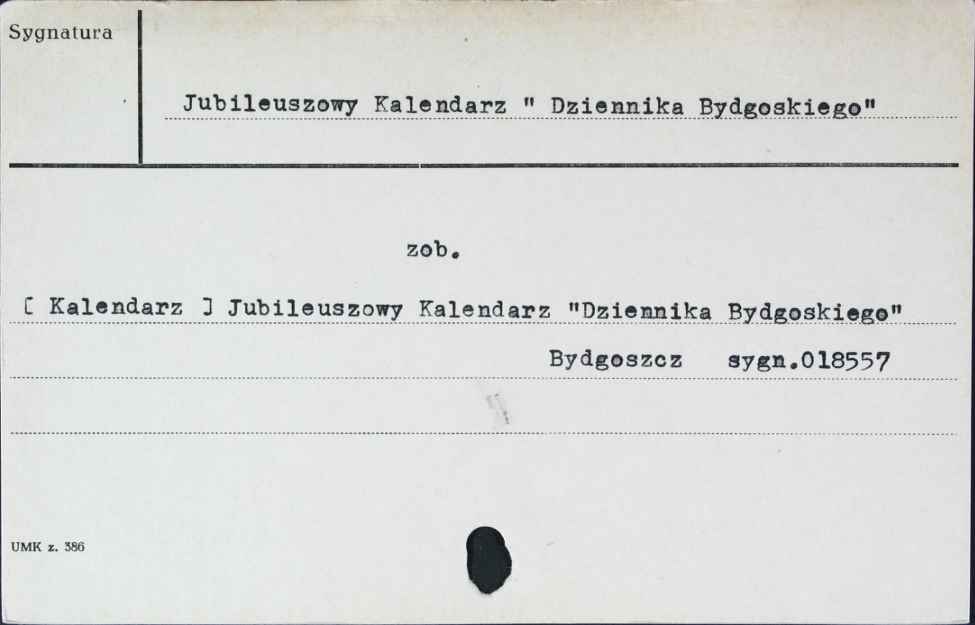 Sygnatura
Jubileuszowy Kalendarz " Dziennika Bydgoskiego"
zob.
[ Kalendarz ] Jubileuszowy Kalendarz "Dziennika Bydgoskiego"
Bydgoszcz sygn.018557
UMK z. 386